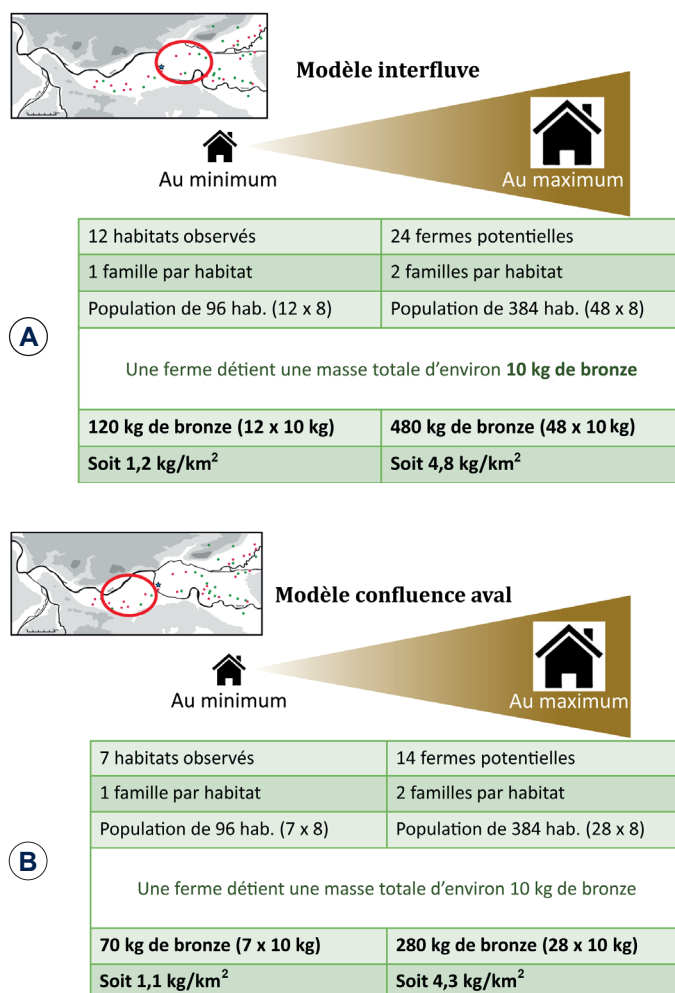 Modèle interfluve
Au minimum
Au maximum
12 habitats observés
24 fermes potentielles
1 famille par habitat
2 familles par habitat
Population de 96 hab. (12 x 8)
Population de 384 hab. (48 x 8)
A
Une ferme détient une masse totale d'environ 10 kg de bronze
120 kg de bronze (12 x 10 kg)
480 kg de bronze (48 x 10 kg)
Soit 1,2 kg/km²
Soit 4,8 kg/km²
Modèle confluence aval
Au minimum
Au maximum
7 habitats observés
14 fermes potentielles
1 famille par habitat
2 familles par habitat
Population de 96 hab. (7 x 8)
Population de 384 hab. (28 x 8)
B
Une ferme détient une masse totale d'environ 10 kg de bronze
70 kg de bronze (7 x 10 kg)
280 kg de bronze (28 x 10 kg)
Soit 1,1 kg/km²
Soit 4,3 kg/km²